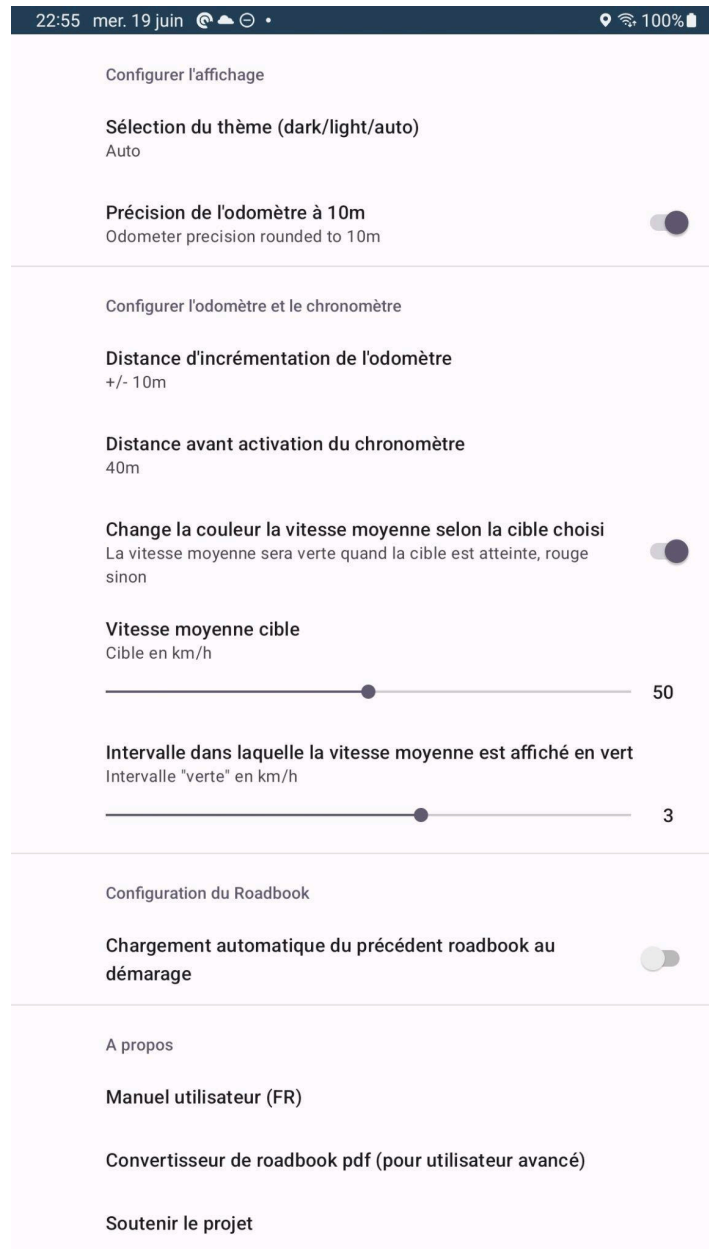 22:55 mer. 19 juin 100%
Configurer l'affichage
Sélection du thème (dark/light/auto)
Auto
Précision de l'odomètre à 10m
Odometer precision rounded to 10m
Configurer l'odomètre et le chronomètre
Distance d'incrémentation de l'odomètre
+/- 10m
Distance avant activation du chronomètre
40m
Change la couleur la vitesse moyenne selon la cible choisi
La vitesse moyenne sera verte quand la cible est atteinte, rouge
sinon
Vitesse moyenne cible
Cible en km/h
50
Intervalle dans laquelle la vitesse moyenne est affiché en vert
Intervalle "verte" en km/h
3
Configuration du Roadbook
Chargement automatique du précédent roadbook au
démarage
A propos
Manuel utilisateur (FR)
Convertisseur de roadbook pdf (pour utilisateur avancé)
Soutenir le projet